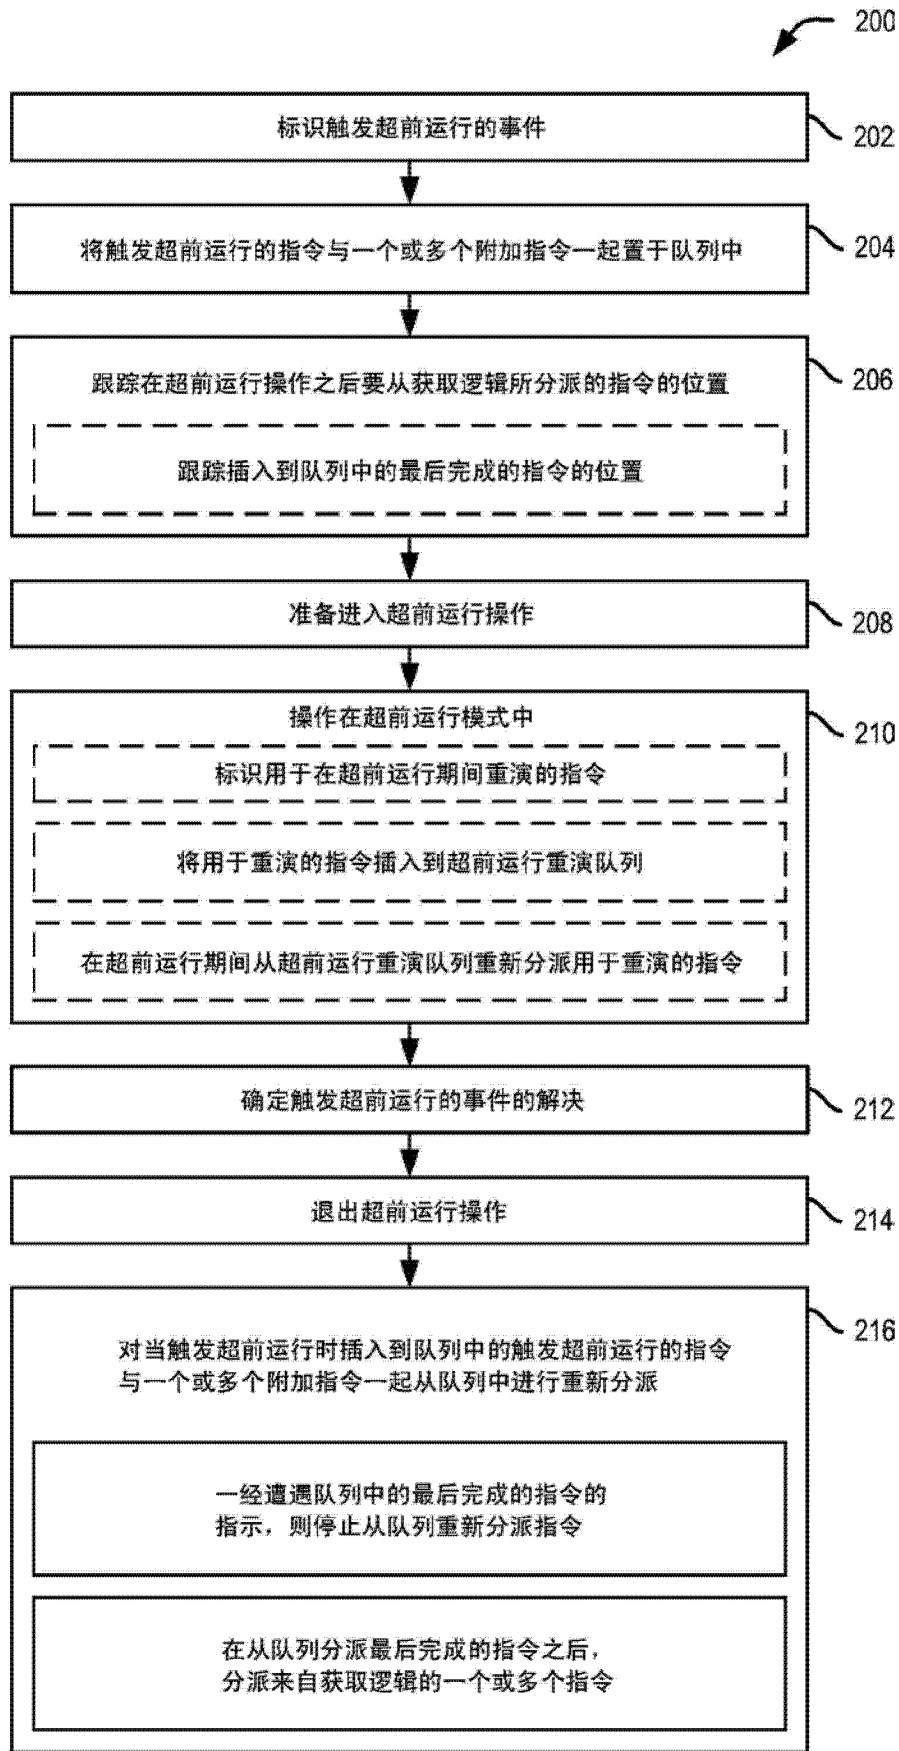 200
标识触发超前运行的事件
202
将触发超前运行的指令与一个或多个附加指令一起置于队列中
204
跟踪在超前运行操作之后要从获取逻辑所分派的指令的位置
206
跟踪插入到队列中的最后完成的指令的位置
准备进入超前运行操作
208
操作在超前运行模式中
210
标识用于在超前运行期间重演的指令
将用于重演的指令插入到超前运行重演队列
在超前运行期间从超前运行重演队列重新分派用于重演的指令
确定触发超前运行的事件的解决
212
退出超前运行操作
214
对当触发超前运行时插入到队列中的触发超前运行的指令
216
与一个或多个附加指令一起从队列中进行重新分派
一经遭遇队列中的最后完成的指令的
指示，则停止从队列重新分派指令
在从队列分派最后完成的指令之后，
分派来自获取逻辑的一个或多个指令